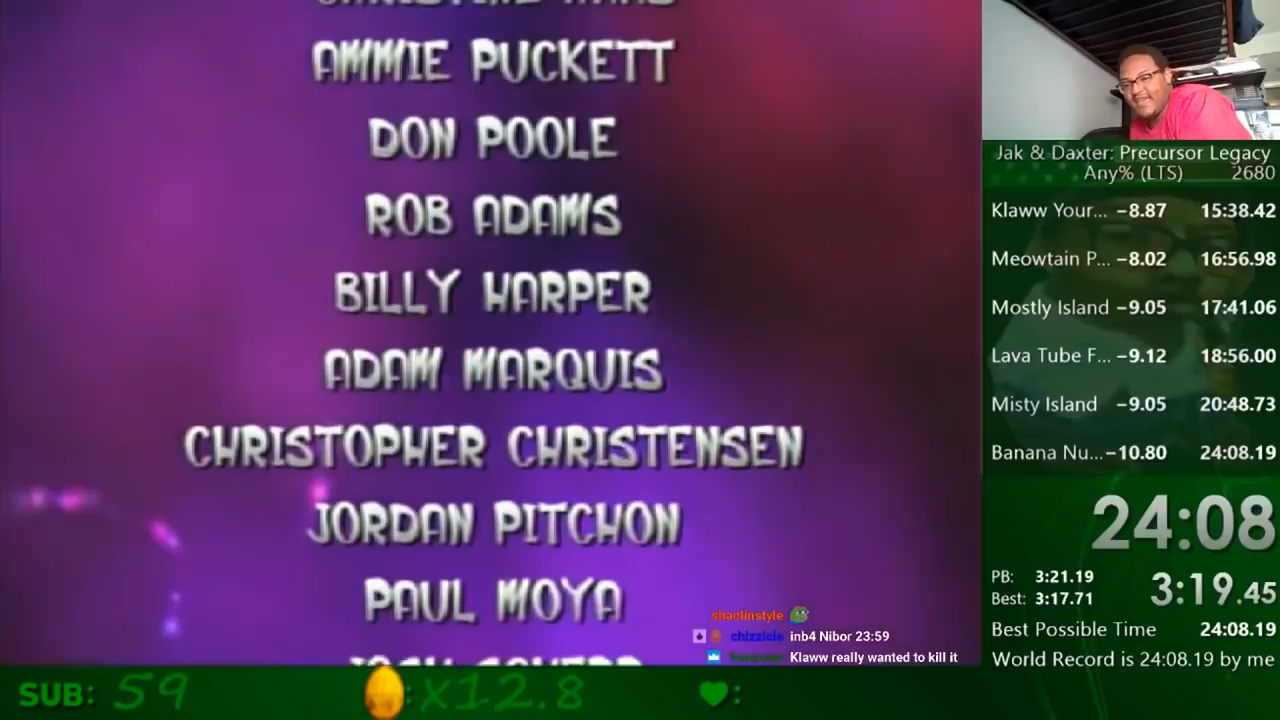 AMMIE PUCKETT
DON POOLE
ROB ADAMS
BILLY HARPER
ADAM MARQUIS
CHRISTOPHER CHRISTENSEN
JORDAN PITCHON
PAUL MOYA
shaolinstyle
chizzicle inb4 Nibor 23:59
Klaww really wanted to kill it
SUB: 59
:X12.8
:
Jak & Daxter: Precursor Legacy
Any% (LTS) 2680
Klaww Your... -8.87 15:38.42
Meowtain P... -8.02 16:56.98
Mostly Island -9.05 17:41.06
Lava Tube F... -9.12 18:56.00
Misty Island -9.05 20:48.73
Banana Nu... -10.80 24:08.19
24:08
PB: 3:21.19
Best: 3:17.71
3:19.45
Best Possible Time 24:08.19
World Record is 24:08.19 by me